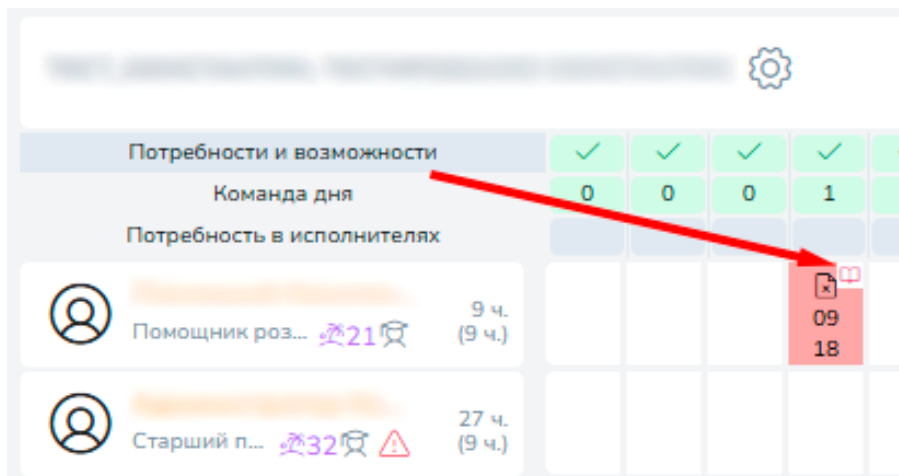 Потребности и возможности
Команда дня 0 0 0 1
Потребность в исполнителях
9 ч.
Помощник роз... 21 (9 ч.)
09
18
27 ч.
Старший п... 32 (9 ч.)